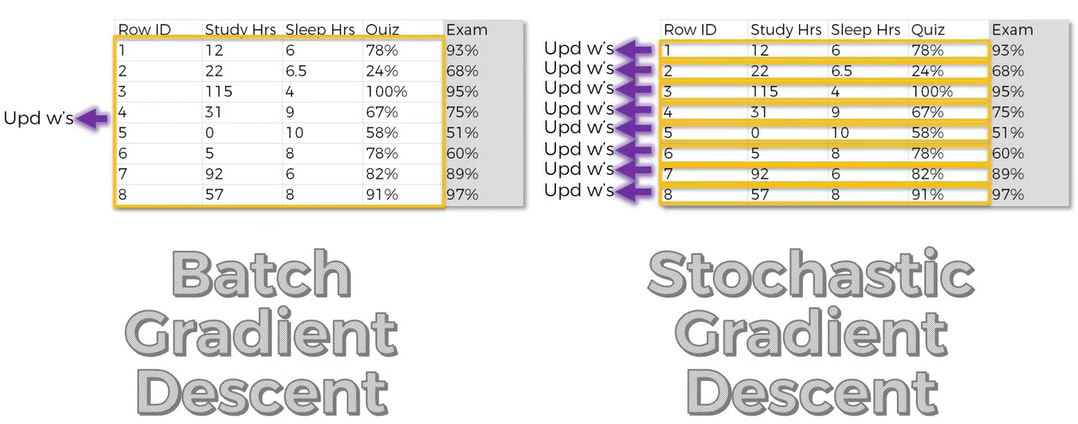 Row ID Study Hrs Sleep Hrs Quiz Exam
1 12 6 78% 93%
2 22 6.5 24% 68%
3 115 4 100% 95%
Upd w's 4 31 9 67% 75%
5 0 10 58% 51%
6 5 8 78% 60%
7 92 6 82% 89%
8 57 8 91% 97%
Batch
Gradient
Descent
Row ID Study Hrs Sleep Hrs Quiz Exam
Upd w's 1 12 6 78% 93%
Upd w's 2 22 6.5 24% 68%
Upd w's 3 115 4 100% 95%
Upd w's 4 31 9 67% 75%
Upd w's 5 0 10 58% 51%
Upd w's 6 5 8 78% 60%
Upd w's 7 92 6 82% 89%
Upd w's 8 57 8 91% 97%
Stochastic
Gradient
Descent